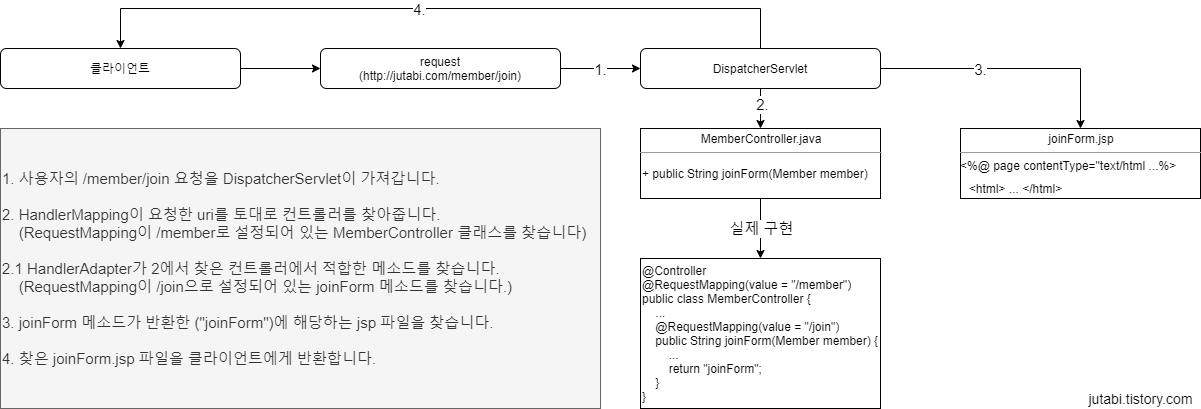 4.
클라이언트
request
(http://jutabi.com/member/join)
1.
DispatcherServlet
3.
2.
MemberController.java
+ public String joinForm(Member member)
joinForm.jsp
<%@ page contentType="text/html ...%>
<html> ... </html>
실제 구현
@Controller
@RequestMapping(value = "/member")
public class MemberController {
...
@RequestMapping(value = "/join")
public String joinForm(Member member) {
...
return "joinForm";
}
}
1. 사용자의 /member/join 요청을 DispatcherServlet이 가져갑니다.
2. HandlerMapping이 요청한 uri를 토대로 컨트롤러를 찾아줍니다.
(RequestMapping이 /member로 설정되어 있는 MemberController 클래스를 찾습니다)
2.1 HandlerAdapter가 2에서 찾은 컨트롤러에서 적합한 메소드를 찾습니다.
(RequestMapping이 /join으로 설정되어 있는 joinForm 메소드를 찾습니다.)
3. joinForm 메소드가 반환한 ("joinForm")에 해당하는 jsp 파일을 찾습니다.
4. 찾은 joinForm.jsp 파일을 클라이언트에게 반환합니다.
jutabi.tistory.com